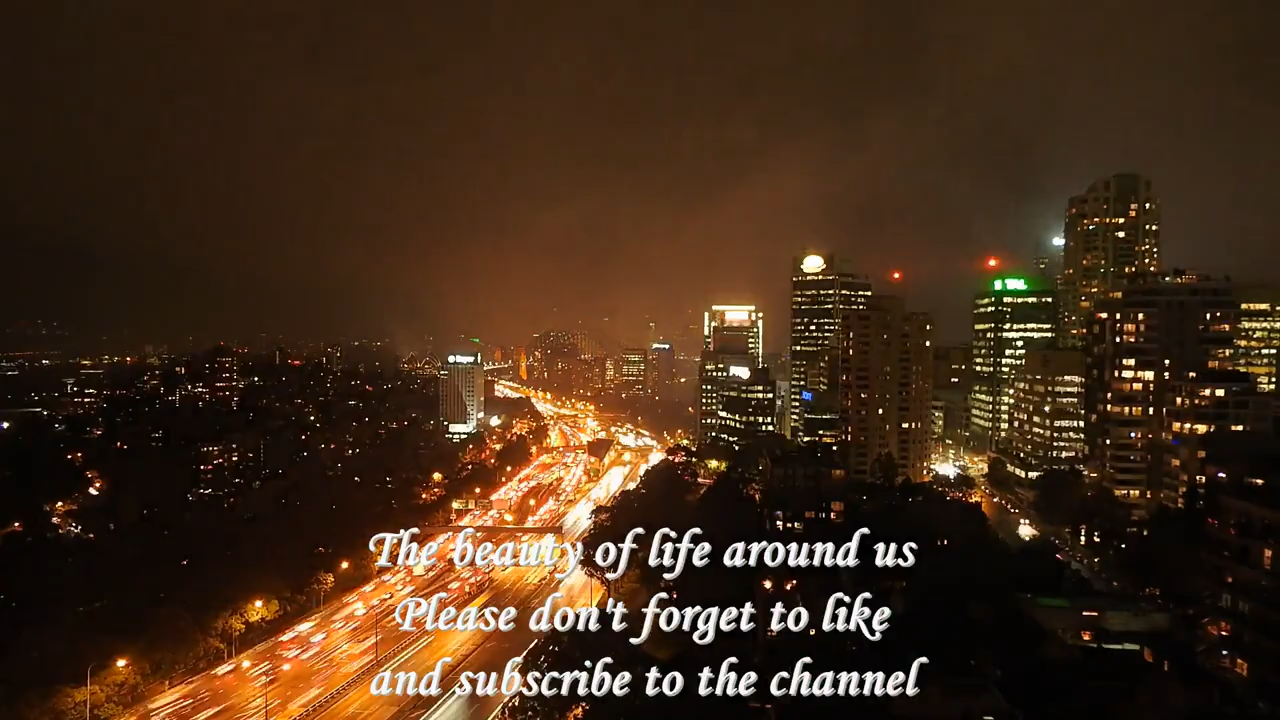 The beauty of life around us
Please don't forget to like
and subscribe to the channel